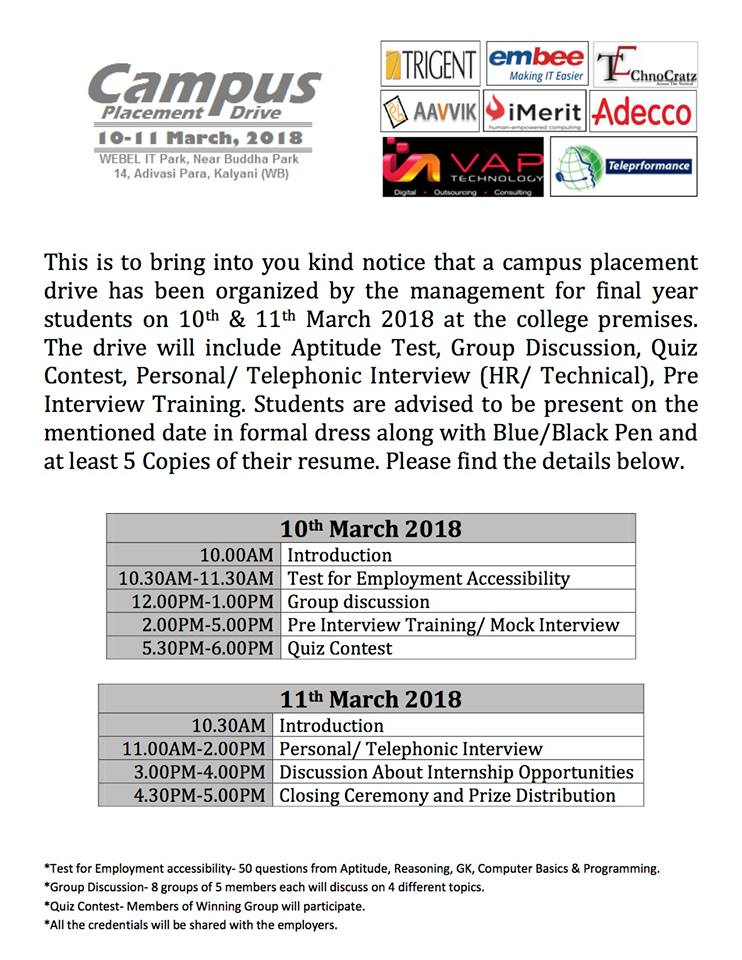 Campus
Placement Drive
10-11 March, 2018
WEBEL IT Park, Near Buddha Park
14, Adivasi Para, Kalyani (WB)
TRIGENT
embee
Making IT Easier
TEChnoCratz
Across The Vertical
AAVVIK
iMerit
human-empowered computing
Adecco
VAP
TECHNOLOGY
Digital • Outsourcing • Consulting
Teleprformance
This is to bring into you kind notice that a campus placement
drive has been organized by the management for final year
students on 10th & 11th March 2018 at the college premises.
The drive will include Aptitude Test, Group Discussion, Quiz
Contest, Personal/ Telephonic Interview (HR/ Technical), Pre
Interview Training. Students are advised to be present on the
mentioned date in formal dress along with Blue/Black Pen and
at least 5 Copies of their resume. Please find the details below.
10th March 2018
10.00AM Introduction
10.30AM-11.30AM Test for Employment Accessibility
12.00PM-1.00PM Group discussion
2.00PM-5.00PM Pre Interview Training/ Mock Interview
5.30PM-6.00PM Quiz Contest
11th March 2018
10.30AM Introduction
11.00AM-2.00PM Personal/ Telephonic Interview
3.00PM-4.00PM Discussion About Internship Opportunities
4.30PM-5.00PM Closing Ceremony and Prize Distribution
*Test for Employment accessibility- 50 questions from Aptitude, Reasoning, GK, Computer Basics & Programming.
*Group Discussion- 8 groups of 5 members each will discuss on 4 different topics.
*Quiz Contest- Members of Winning Group will participate.
*All the credentials will be shared with the employers.